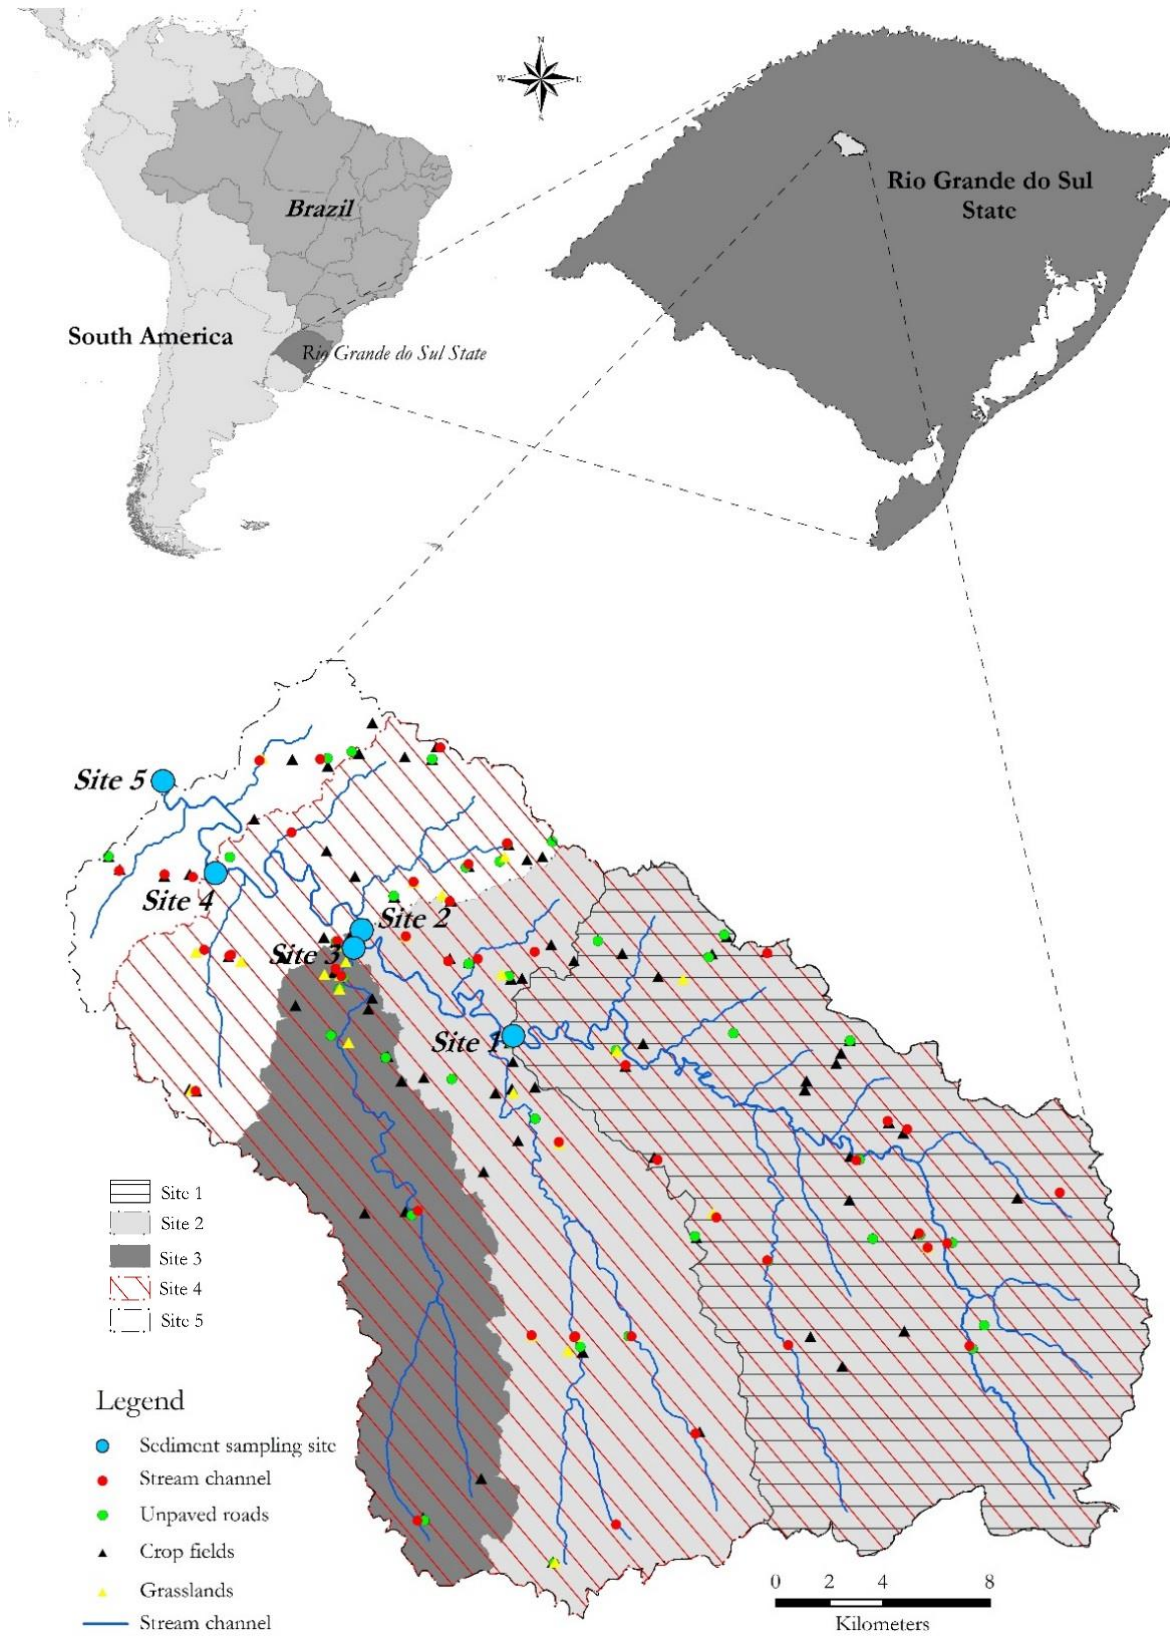 N
W
E
S
Brazil
Rio Grande do Sul
State
South America
Rio Grande do Sul State
Site 5
Site 4
Site 2
Site 3
Site 1
Site 1
Site 2
Site 3
Site 4
Site 5
Legend
Sediment sampling site
Stream channel
Unpaved roads
Crop fields
Grasslands
Stream channel
0 2 4 8
Kilometers